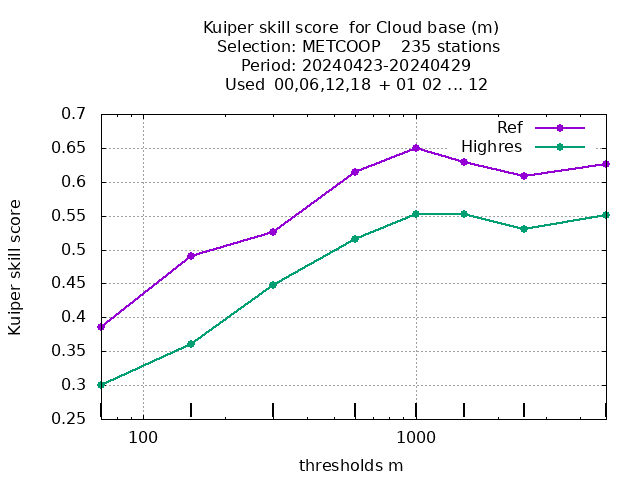 Kuiper skill score  for Cloud base (m)
Selection: METCOOP    235 stations
Period: 20240423-20240429
Used  00,06,12,18  + 01 02 ... 12
0.7
0.65
0.6
0.55
0.5
0.45
0.4
0.35
0.3
0.25
Kuiper skill score
Ref
Highres
100
1000
thresholds m